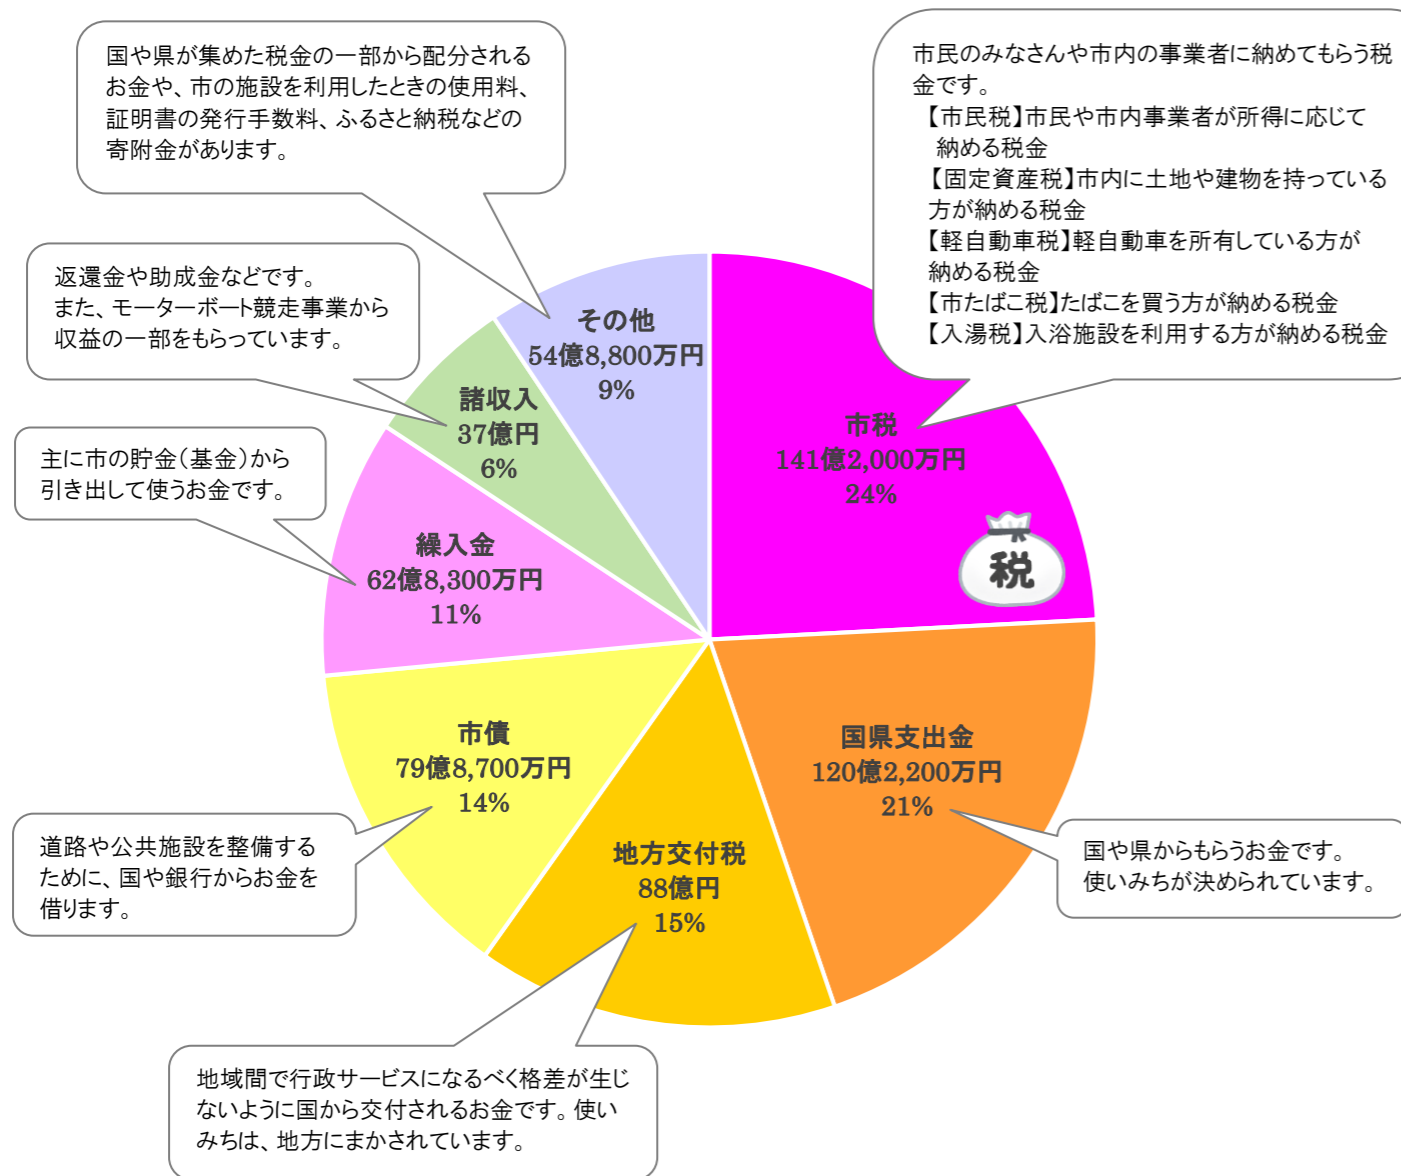 国や県が集めた税金の一部から配分される
お金や、市の施設を利用したときの使用料、
証明書の発行手数料、ふるさと納税などの
寄附金があります。
市民のみなさんや市内の事業者に納めてもらう税
金です。
【市民税】市民や市内事業者が所得に応じて
納める税金
【固定資産税】市内に土地や建物を持っている
方が納める税金
【軽自動車税】軽自動車を所有している方が
納める税金
【市たばこ税】たばこを買う方が納める税金
【入湯税】入浴施設を利用する方が納める税金
返還金や助成金などです。
また、モーターボート競走事業から
収益の一部をもらっています。
その他
54億8,800万円
9%
諸収入
37億円
6%
市税
141億2,000万円
24%
税
主に市の貯金（基金）から
引き出して使うお金です。
繰入金
62億8,300万円
11%
市債
79億8,700万円
14%
国県支出金
120億2,200万円
21%
地方交付税
88億円
15%
道路や公共施設を整備する
ために、国や銀行からお金を
借ります。
国や県からもらうお金です。
使いみちが決められています。
地域間で行政サービスになるべく格差が生じ
ないように国から交付されるお金です。使い
みちは、地方にまかされています。